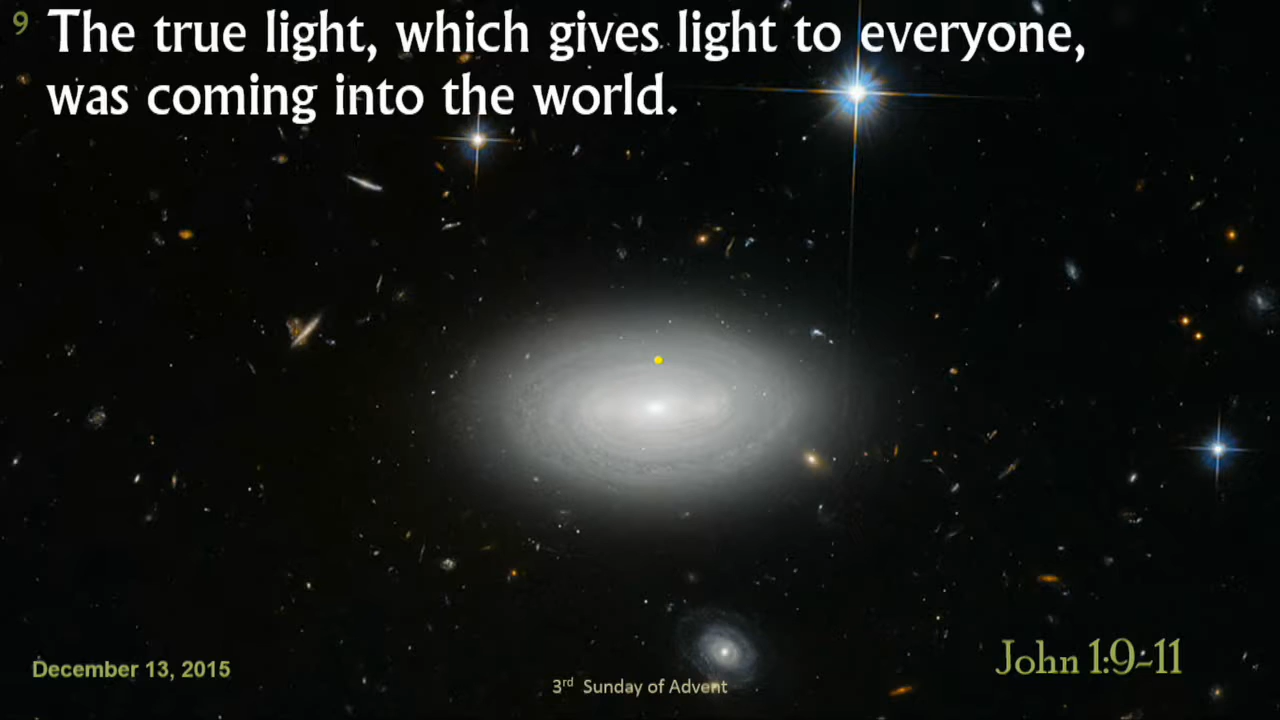 9 The true light, which gives light to everyone,
was coming into the world.
John 1:9-11
December 13, 2015
3rd Sunday of Advent